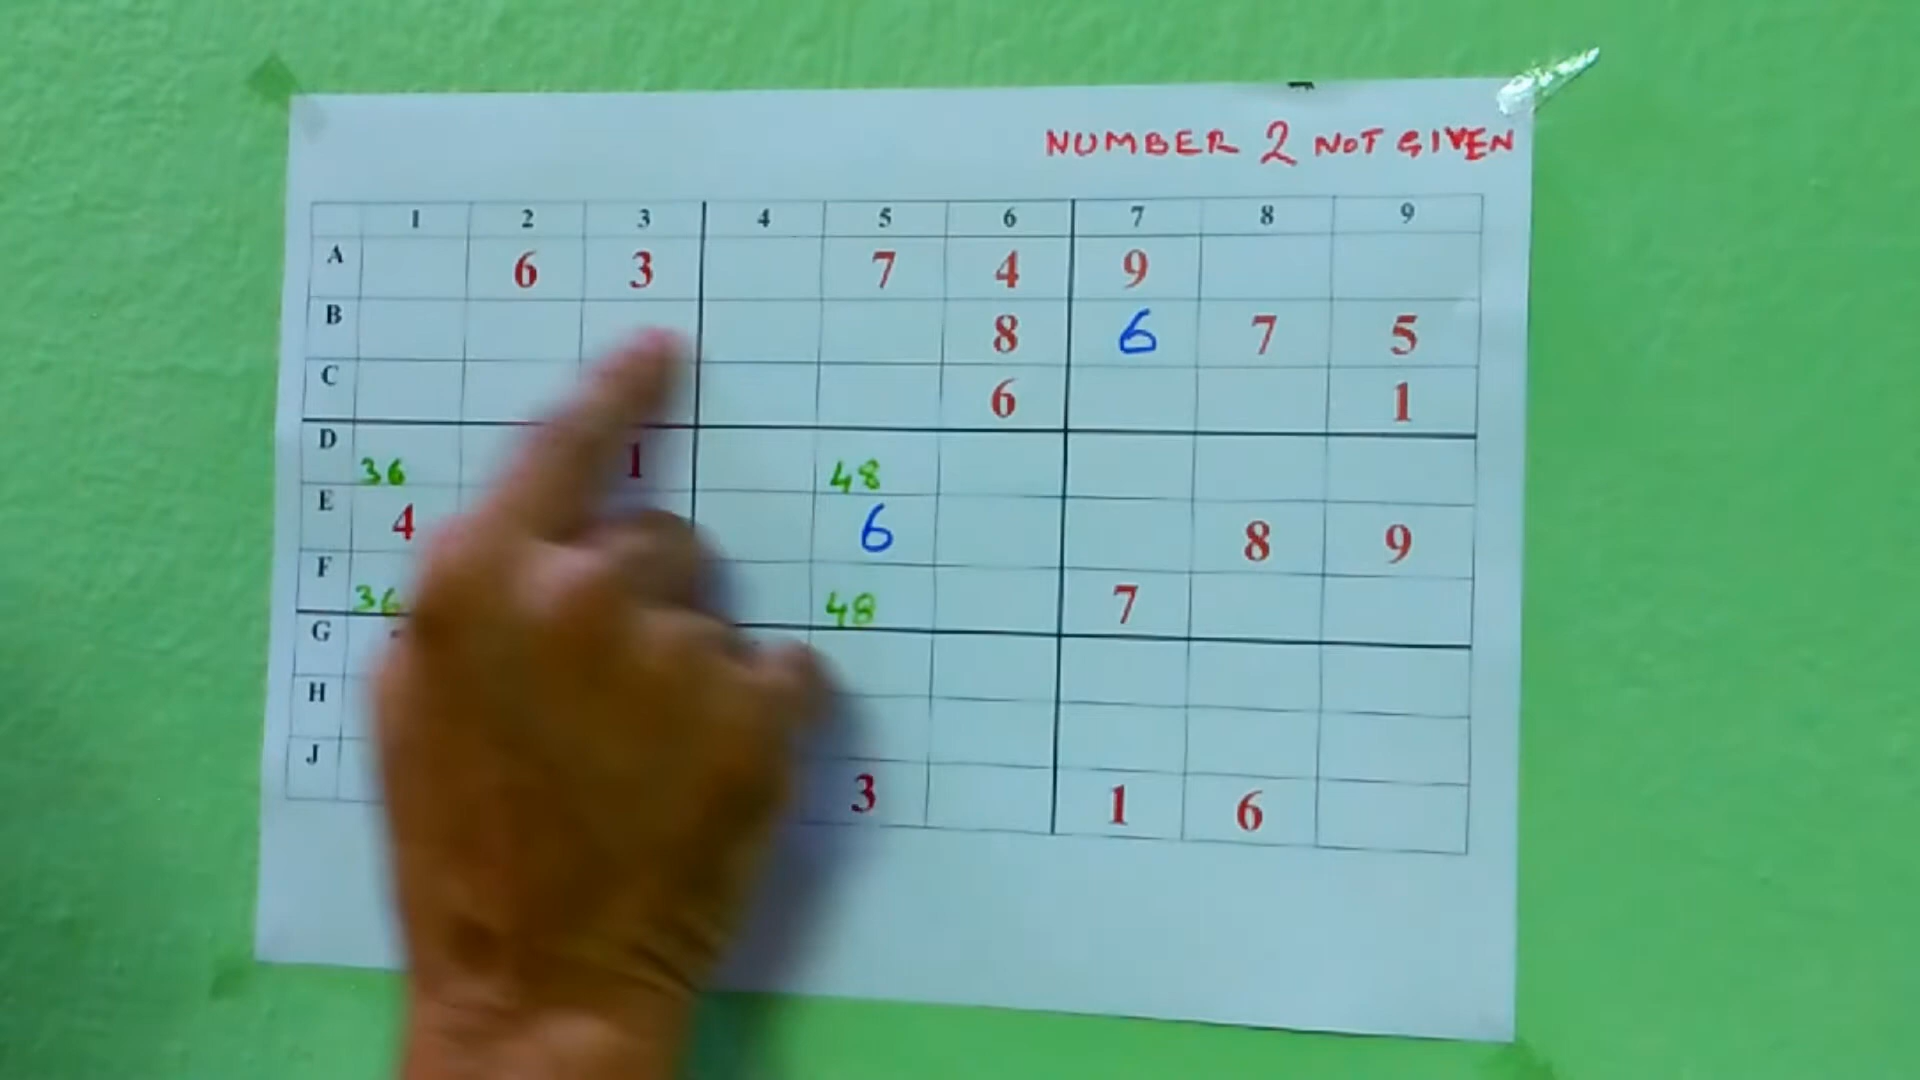 NUMBER 2 NOT GIVEN
1 2 3 4 5 6 7 8 9
A 6 3 7 4 9
B 8 6 7 5
C 6 1
D 36 1 48
E 4 6 8 9
F 36 48 7
G
H
J 3 1 6